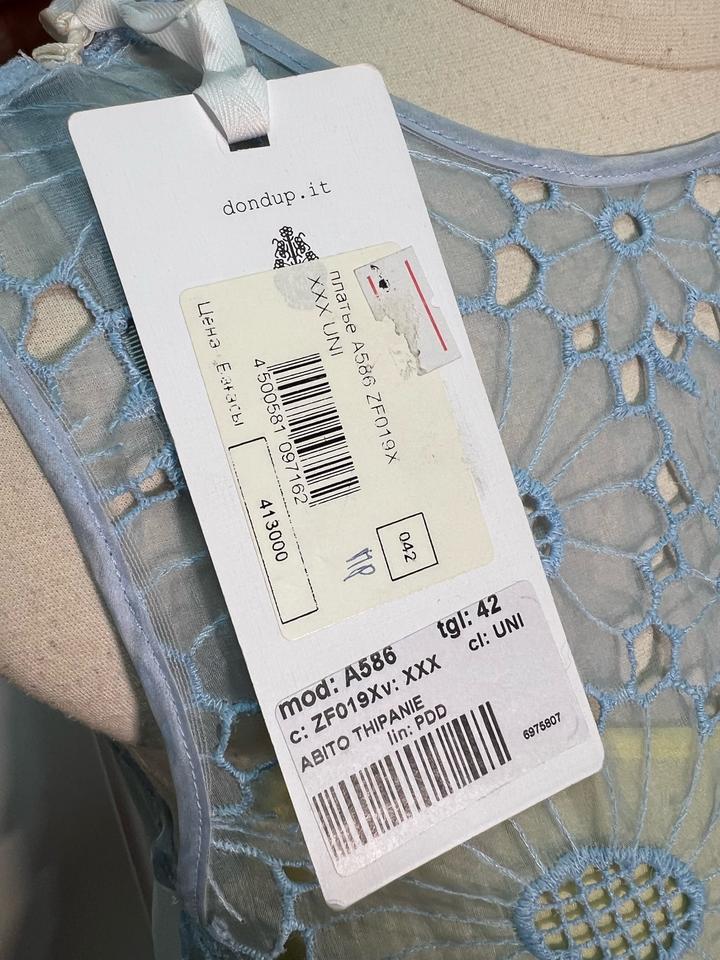 dondup.it
платье A586 ZF019X
XXX UNI
4 500581 097162
Цена Бағасы
413000
042
mod: A586 tgl: 42
c: ZF019Xv: XXX cl: UNI
ABITO THIPANIE
lin: PDD
6975807